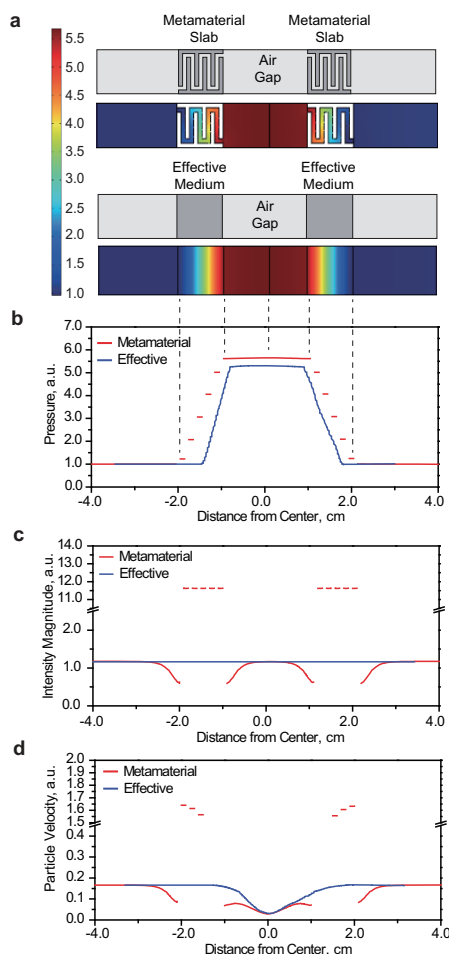 a
Metamaterial Metamaterial
Slab Slab
Air
Gap
5.5
5.0
4.5
4.0
3.5
3.0
2.5
2.0
1.5
1.0
Effective Effective
Medium Medium
Air
Gap
b
7.0
6.0
5.0
4.0
3.0
2.0
1.0
0.0
Pressure, a.u.
Metamaterial
Effective
-4.0 -2.0 0.0 2.0 4.0
Distance from Center, cm
c
14.0
13.0
12.0
11.0
2.0
1.0
0.0
Intensity Magnitude, a.u.
Metamaterial
Effective
-4.0 -2.0 0.0 2.0 4.0
Distance from Center, cm
d
2.0
1.9
1.8
1.7
1.6
1.5
0.4
0.3
0.2
0.1
0.0
Particle Velocity, a.u.
Metamaterial
Effective
-4.0 -2.0 0.0 2.0 4.0
Distance from Center, cm